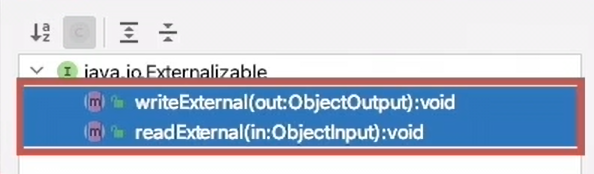 java.io.Externalizable
writeExternal(out:ObjectOutput):void
readExternal(in:ObjectInput):void